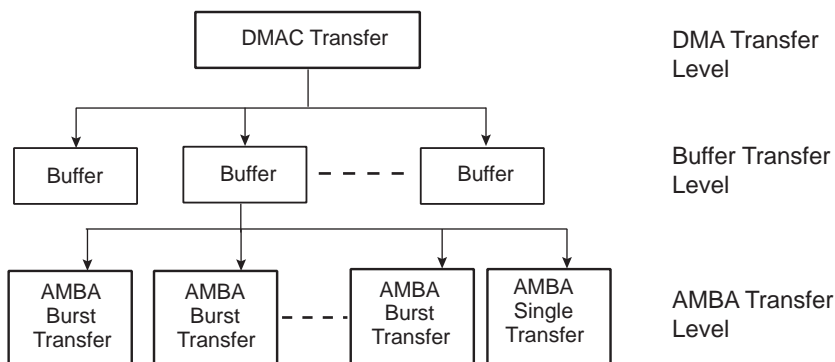 DMAC Transfer
DMA Transfer
Level
Buffer
Buffer
Buffer
Buffer Transfer
Level
AMBA
Burst
Transfer
AMBA
Burst
Transfer
AMBA
Burst
Transfer
AMBA
Single
Transfer
AMBA Transfer
Level